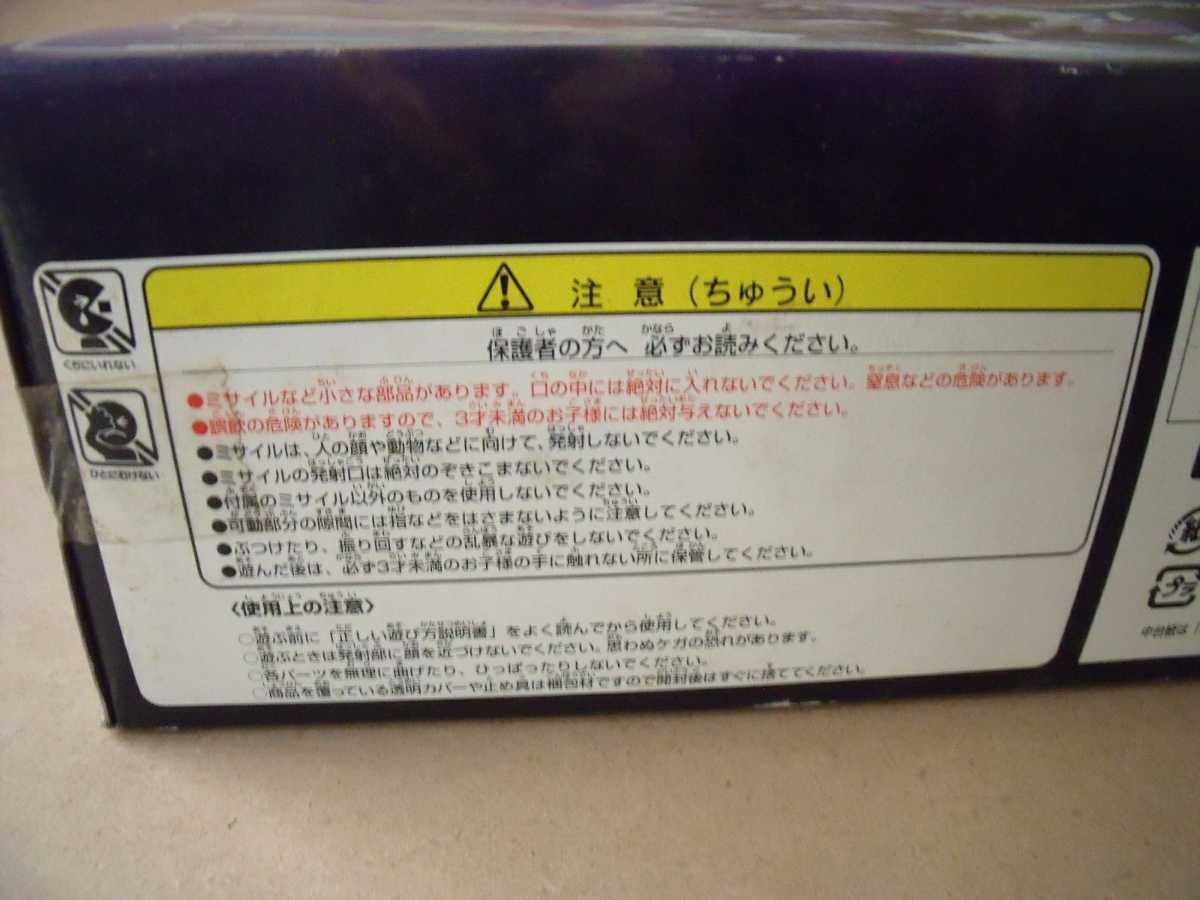 注 意（ちゅうい）
保護者の方へ 必ずお読みください。
くちにいれない
●ミサイルなど小さな部品があります。口の中には絶対に入れないでください。窒息などの危険があります。
●誤飲の危険がありますので、3才未満のお子様には絶対与えないでください。
●ミサイルは、人の顔や動物などに向けて、発射しないでください。
●ミサイルの発射口は絶対のぞきこまないでください。
ひとにむけない
●付属のミサイル以外のものを使用しないでください。
●可動部分の隙間には指などをはさまないように注意してください。
●ぶつけたり、振り回すなどの乱暴な遊びをしないでください。
●遊んだ後は、必ず3才未満のお子様の手に触れない所に保管してください。
〈使用上の注意〉
○遊ぶ前に「正しい遊び方説明書」をよく読んでから使用してください。
○遊ぶときは発射部に顔を近づけないでください。思わぬケガの恐れがあります。
○各パーツを無理に曲げたり、ひっぱったりしないでください。
○商品を覆っている透明カバーや止め具は梱包材ですので開封後はすぐに捨ててください。
紙
プラ
中台紙は